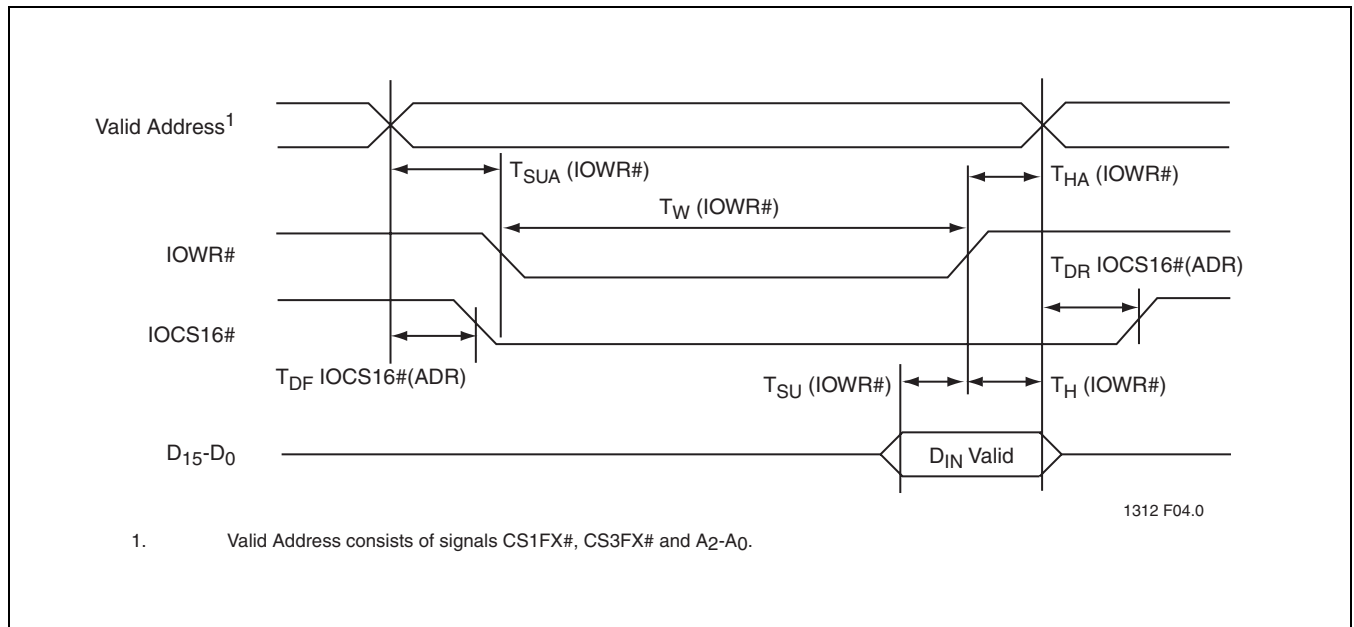 Valid Address1
TSUA (IOWR#)
THA (IOWR#)
TW (IOWR#)
IOWR#
TDR IOCS16#(ADR)
IOCS16#
TDF IOCS16#(ADR)
TSU (IOWR#)
TH (IOWR#)
D15-D0
DIN Valid
1312 F04.0
1. Valid Address consists of signals CS1FX#, CS3FX# and A2-A0.